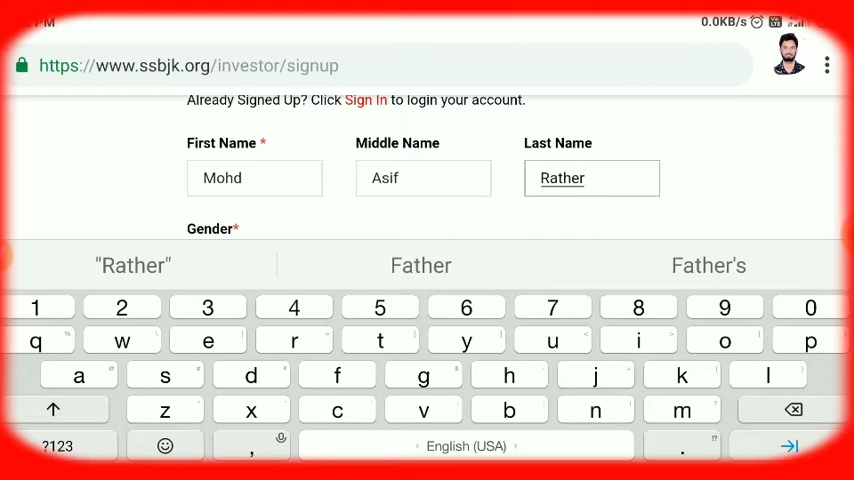 PM 0.0KB/s
https://www.ssbjk.org/investor/signup
Already Signed Up? Click Sign In to login your account.
First Name * Middle Name Last Name
Mohd Asif Rather
Gender*
"Rather" Father Father's
1 2 3 4 5 6 7 8 9 0
q w e r t y u i o p
a s d f g h j k l
z x c v b n m
?123 , English (USA) .